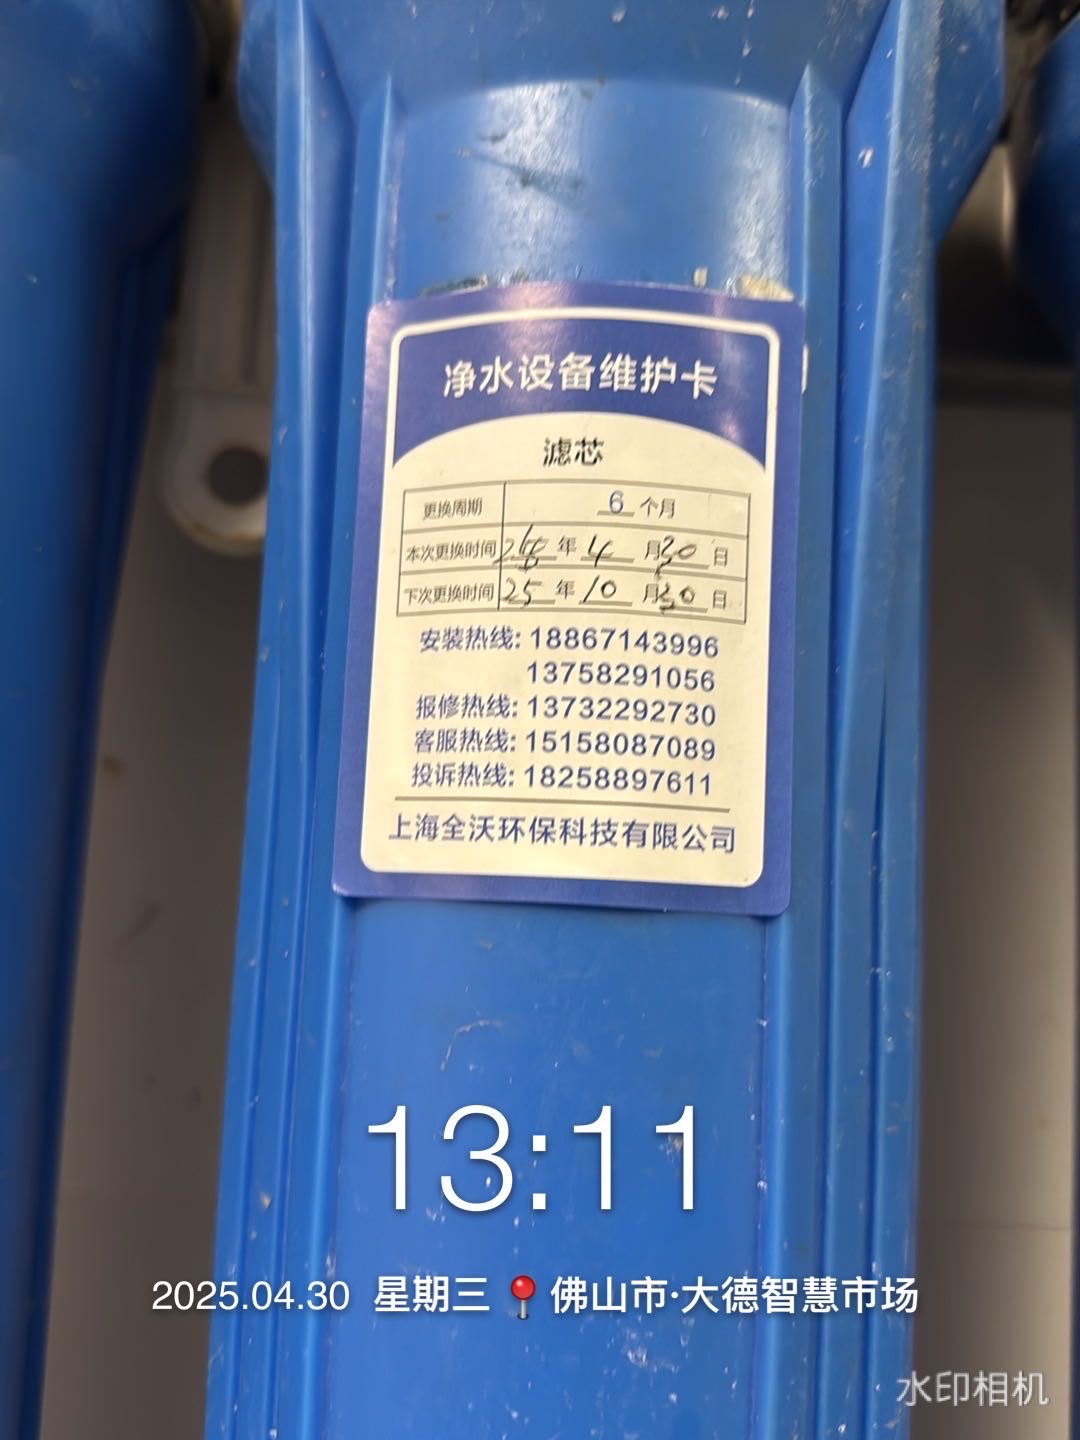 净水设备维护卡
滤芯
更换周期 6 个月
本次更换时间 年 4 月 30 日
下次更换时间 25 年 10 月 30 日
安装热线: 18867143996
13758291056
报修热线: 13732292730
客服热线: 15158087089
投诉热线: 18258897611
上海全沃环保科技有限公司
13:11
2025.04.30 星期三 佛山市·大德智慧市场
水印相机